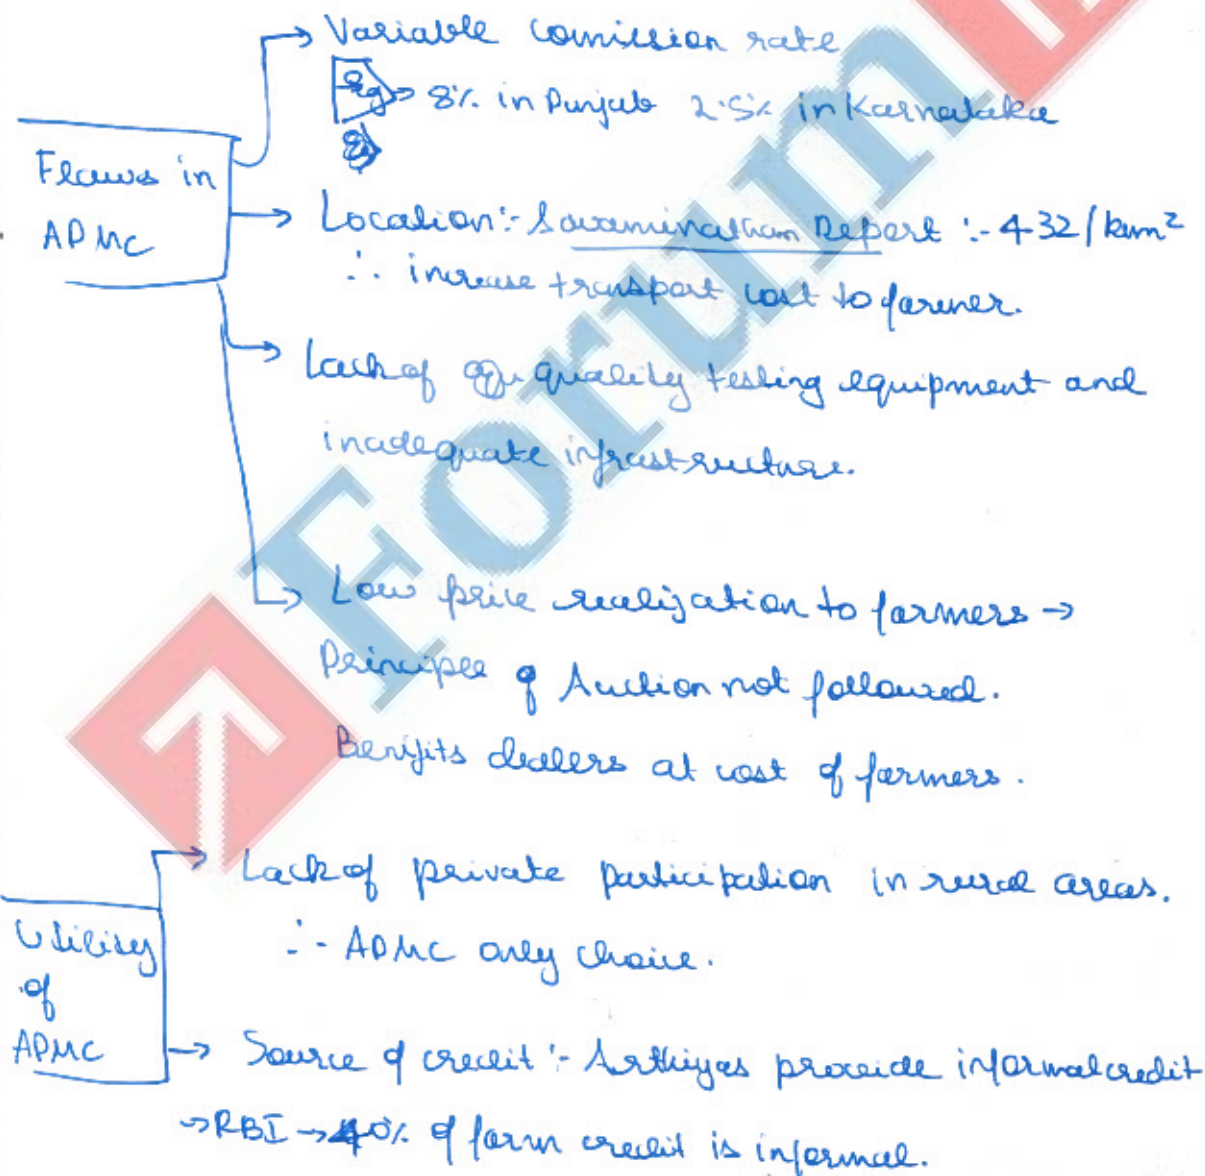 Variable comission rate
Eg → 8% in Punjab 2.5% in Karnataka
Flaws in
APMC
Location:- Swaminathan Report :- 432/km²
∴ increase transport cost to farmer.
Lack of quality testing equipment and
inadequate infrastructure.
Low price realization to farmers →
Principle of Auction not followed.
Benifits dealers at cost of farmers.
Lack of private participation in rural areas.
∴ APMC only choice.
Utility
of
APMC
Source of credit :- Arthiyas provide informal credit
→ RBI → 40% of farm credit is informal.
Forum